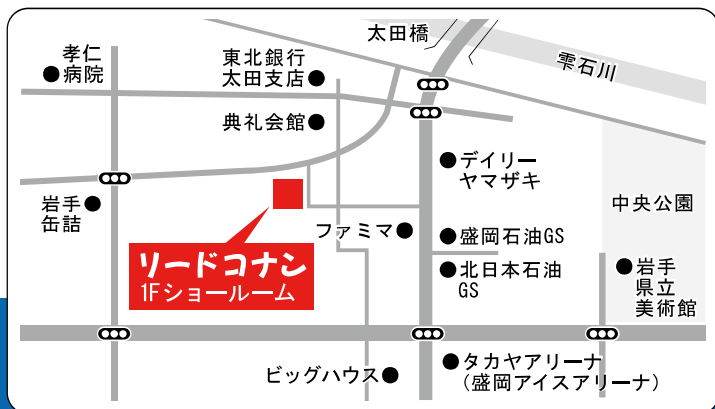 太田橋
雫石川
孝仁
病院
東北銀行
太田支店
典礼会館
デイリー
ヤマザキ
岩手
缶詰
中央公園
ファミマ
盛岡石油GS
リードコナン
1Fショールーム
北日本石油
GS
岩手
県立
美術館
ビッグハウス
タカヤアリーナ
(盛岡アイスアリーナ)